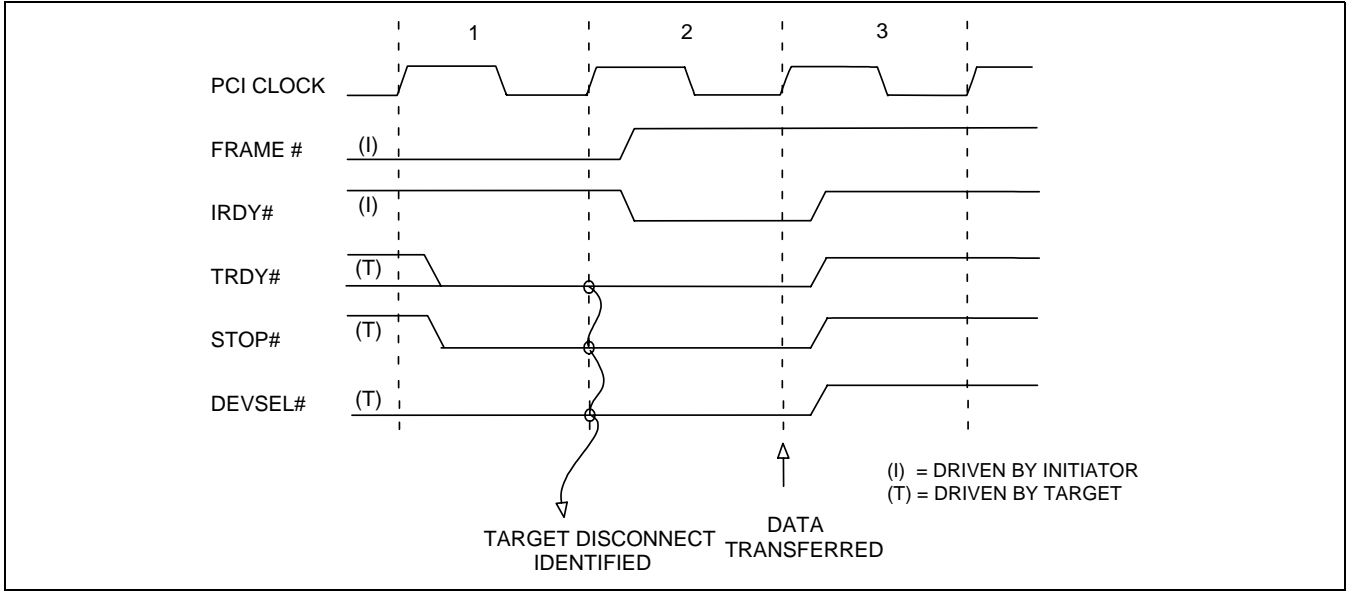 1 2 3
PCI CLOCK
FRAME # (I)
IRDY# (I)
TRDY# (T)
STOP# (T)
DEVSEL# (T)
(I) = DRIVEN BY INITIATOR
(T) = DRIVEN BY TARGET
TARGET DISCONNECT
IDENTIFIED
DATA
TRANSFERRED